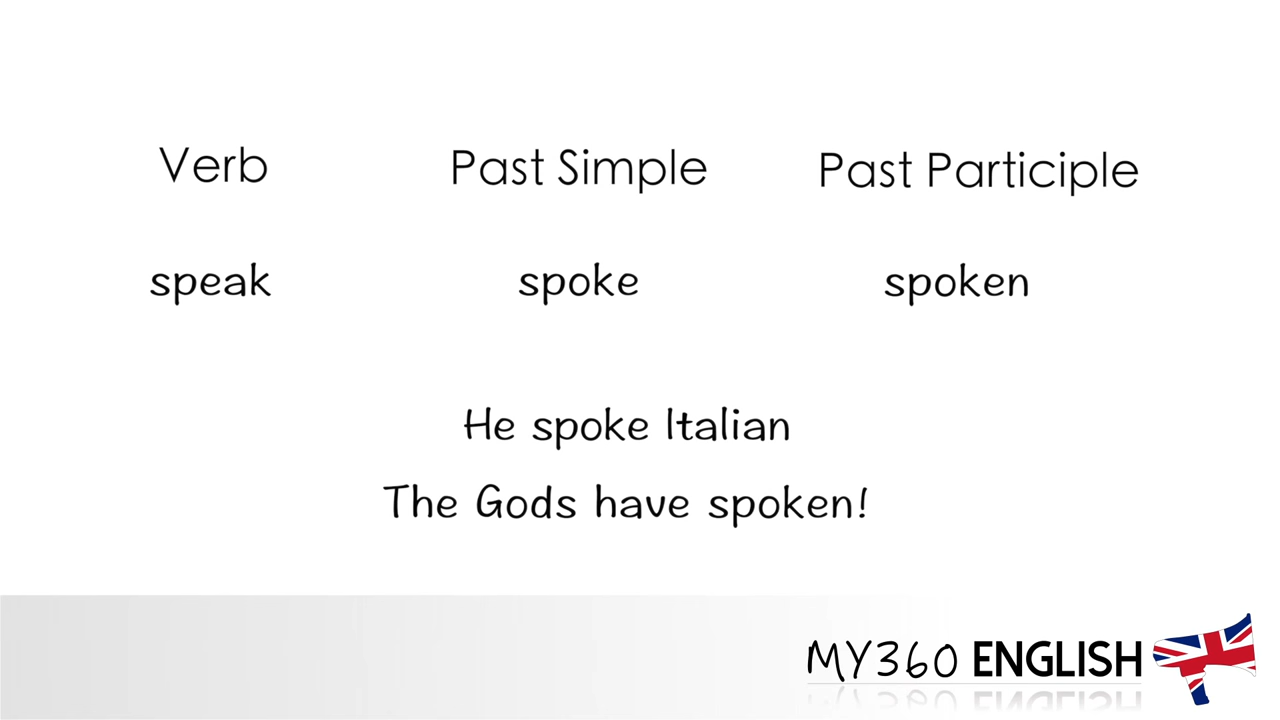 Verb Past Simple Past Participle
speak spoke spoken
He spoke Italian
The Gods have spoken!
MY360 ENGLISH